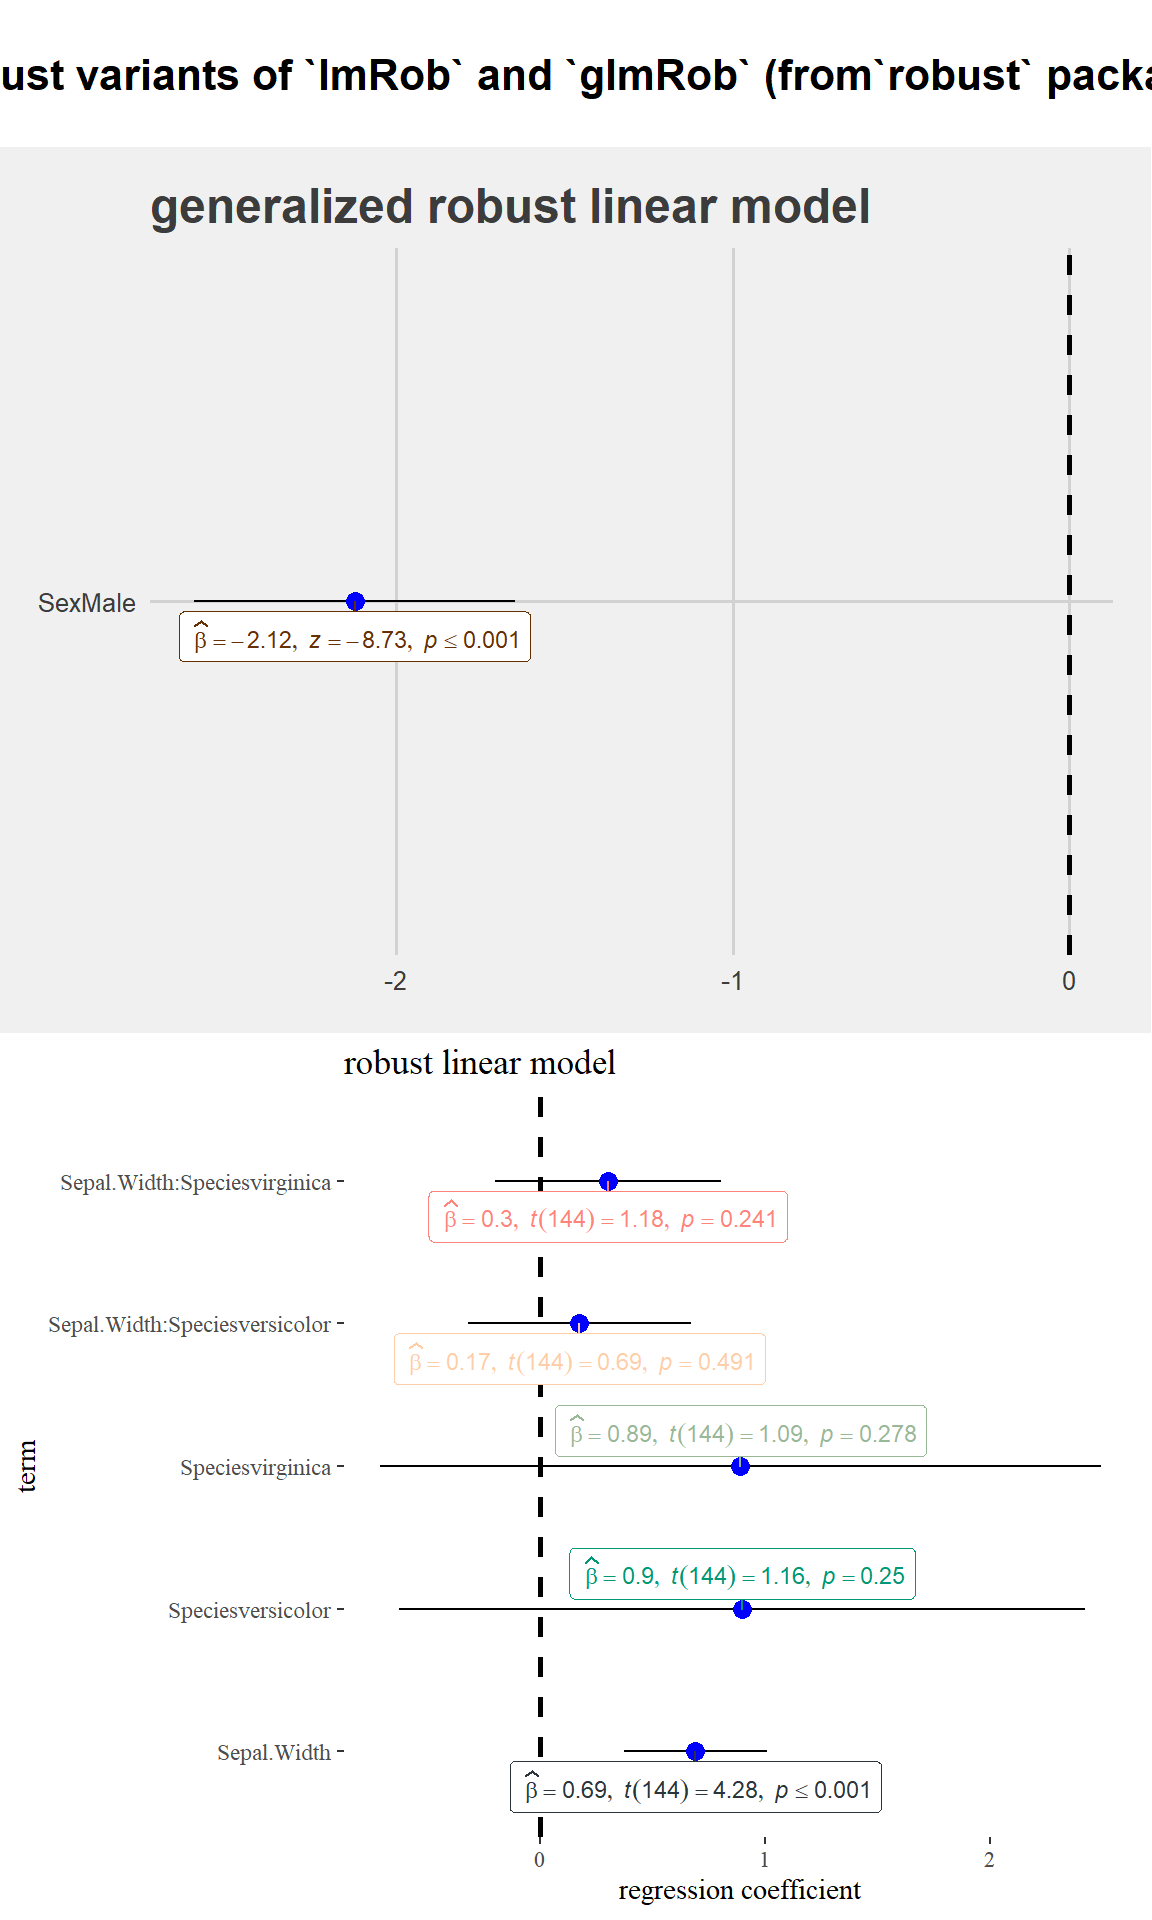 ust variants of `lmRob` and `glmRob` (from`robust` packa
generalized robust linear model
SexMale
β̂ = −2.12, z = −8.73, p ≤ 0.001
-2 -1 0
robust linear model
Sepal.Width:Speciesvirginica
β̂ = 0.3, t(144) = 1.18, p = 0.241
Sepal.Width:Speciesversicolor
β̂ = 0.17, t(144) = 0.69, p = 0.491
β̂ = 0.89, t(144) = 1.09, p = 0.278
Speciesvirginica
term
β̂ = 0.9, t(144) = 1.16, p = 0.25
Speciesversicolor
Sepal.Width
β̂ = 0.69, t(144) = 4.28, p ≤ 0.001
0 1 2
regression coefficient